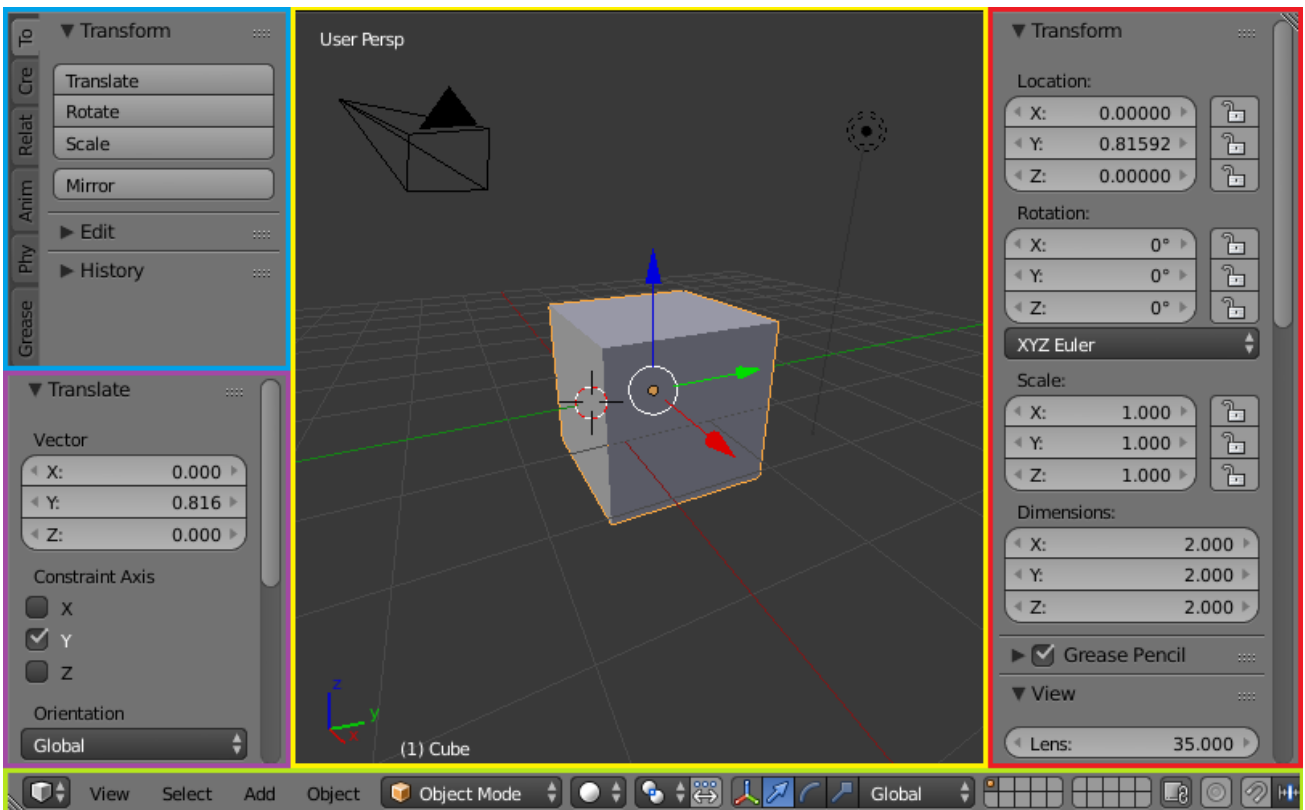 To
Cre
Relat
Anim
Phy
Grease
Transform
Translate
Rotate
Scale
Mirror
Edit
History
Translate
Vector
X: 0.000
Y: 0.816
Z: 0.000
Constraint Axis
X
Y
Z
Orientation
Global
User Persp
z
y
x
(1) Cube
Transform
Location:
X: 0.00000
Y: 0.81592
Z: 0.00000
Rotation:
X: 0°
Y: 0°
Z: 0°
XYZ Euler
Scale:
X: 1.000
Y: 1.000
Z: 1.000
Dimensions:
X: 2.000
Y: 2.000
Z: 2.000
Grease Pencil
View
Lens: 35.000
View Select Add Object Object Mode Global